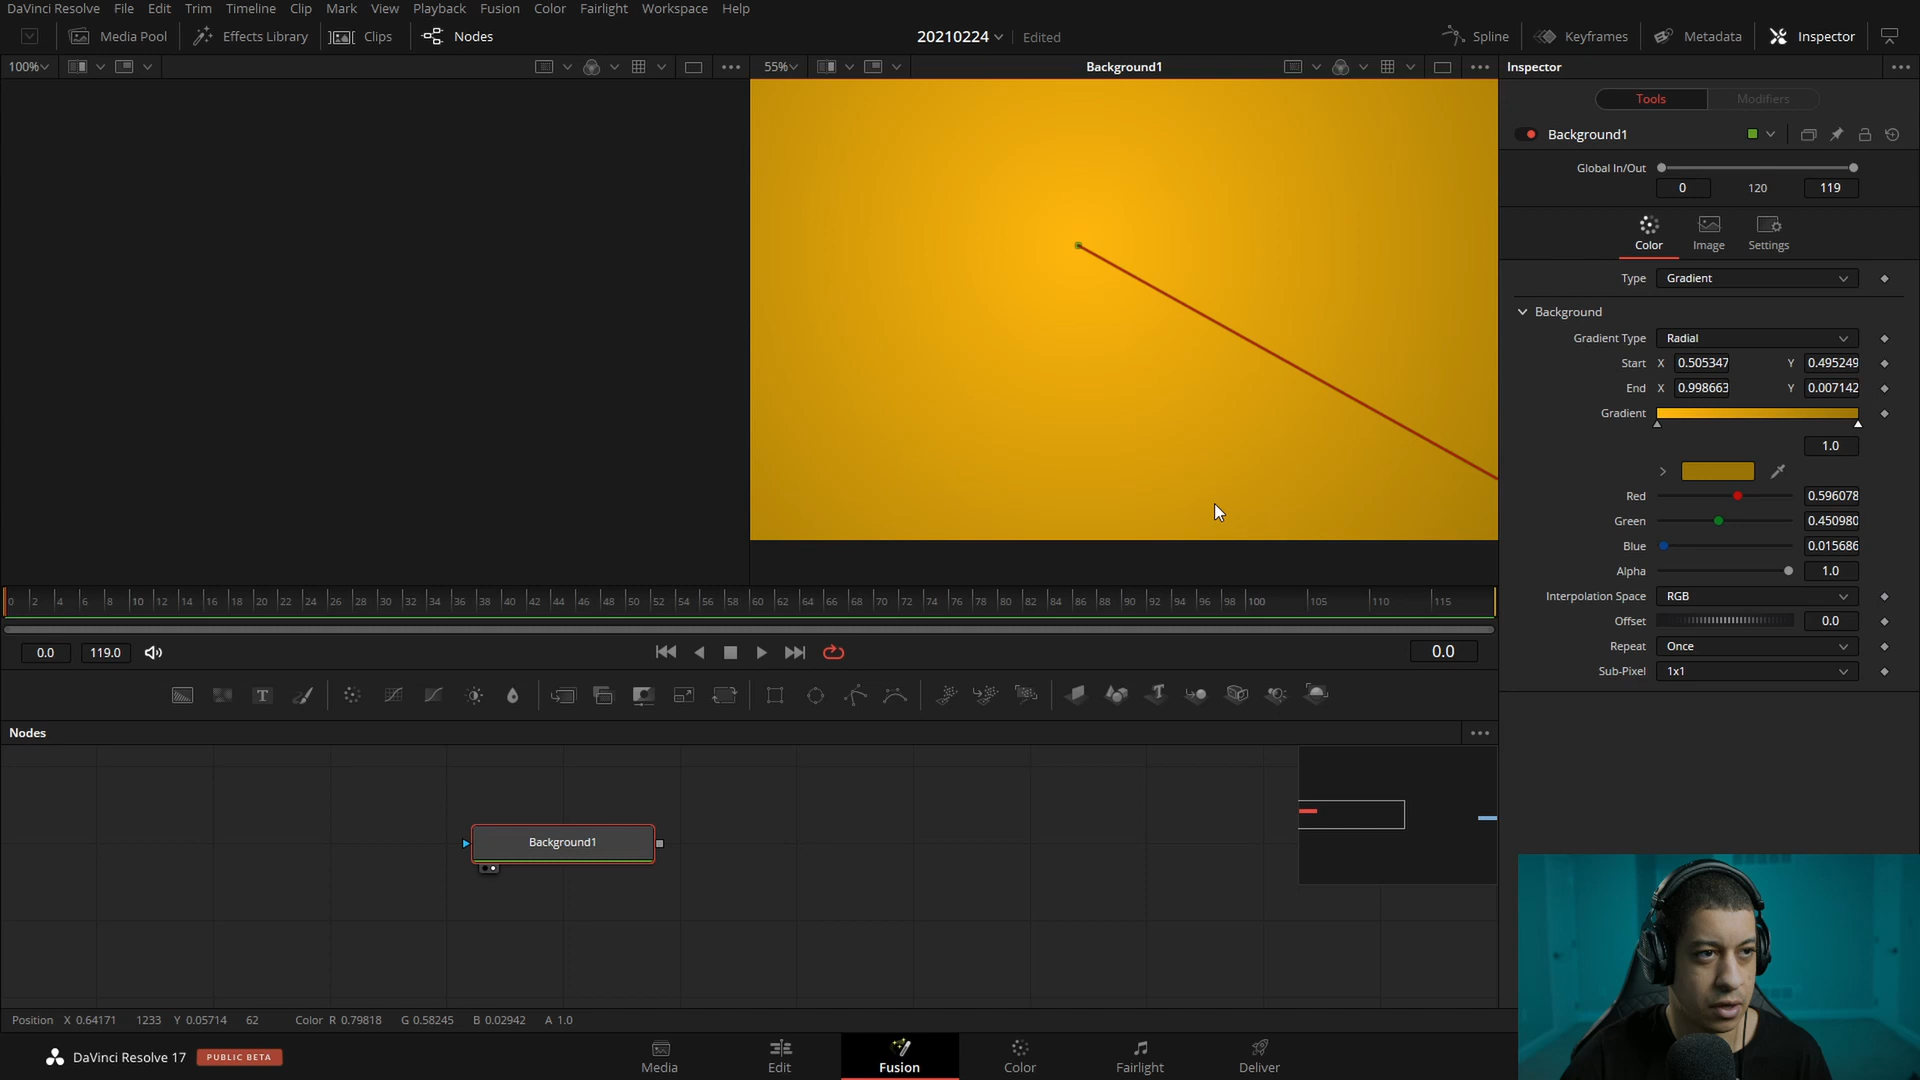 DaVinci Resolve File Edit Trim Timeline Clip Mark View Playback Fusion Color Fairlight Workspace Help
Media Pool Effects Library Clips Nodes 20210224 Edited Spline Keyframes Metadata Inspector
100% 55% Background1 Inspector
Tools Modifiers
Background1
Global In/Out
0 120 119
Color Image Settings
Type Gradient
Background
Gradient Type Radial
Start X 0.505347 Y 0.495249
End X 0.998663 Y 0.007142
Gradient
1.0
Red 0.596078
Green 0.450980
Blue 0.015686
Alpha 1.0
Interpolation Space RGB
Offset 0.0
Repeat Once
Sub-Pixel 1x1
0 2 4 6 8 10 12 14 16 18 20 22 24 26 28 30 32 34 36 38 40 42 44 46 48 50 52 54 56 58 60 62 64 66 68 70 72 74 76 78 80 82 84 86 88 90 92 94 96 98 100 105 110 115
0.0 119.0 0.0
T
Nodes
Background1
Position X 0.64171 1233 Y 0.05714 62 Color R 0.79818 G 0.58245 B 0.02942 A 1.0
DaVinci Resolve 17 PUBLIC BETA
Media Edit Fusion Color Fairlight Deliver